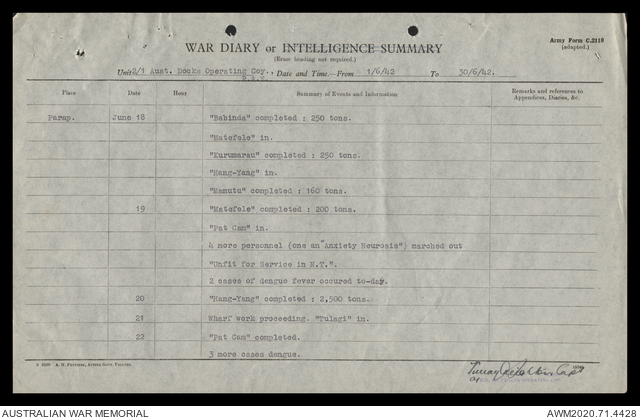 Army Form C.2118
(adapted.)
WAR DIARY or INTELLIGENCE SUMMARY
(Erase heading not required.)
Unit 2/1 Aust. Docks Operating Coy., Date and Time.—From 1/6/42 To 30/6/42.
Place Date Hour Summary of Events and Information Remarks and references to Appendices, Diaries, &c.
Parap. June 18 "Babinda" completed : 250 tons.
"Matefele" in.
"Kurumarau" completed : 250 tons.
"Hang-Yang" in.
"Mamutu" completed : 160 tons.
19 "Matefele" completed : 200 tons.
"Pat Cam" in.
4 more personnel (one an "Anxiety Neurosis") marched out
"Unfit for Service in N.T.".
2 cases of dengue fever occured to-day.
20 "Hang-Yang" completed : 2,500 tons.
21 Wharf work proceeding. "Tulagi" in.
22 "Pat Cam" completed.
3 more cases dengue.
Capt
AUSTRALIAN WAR MEMORIAL
AWM2020.71.4428